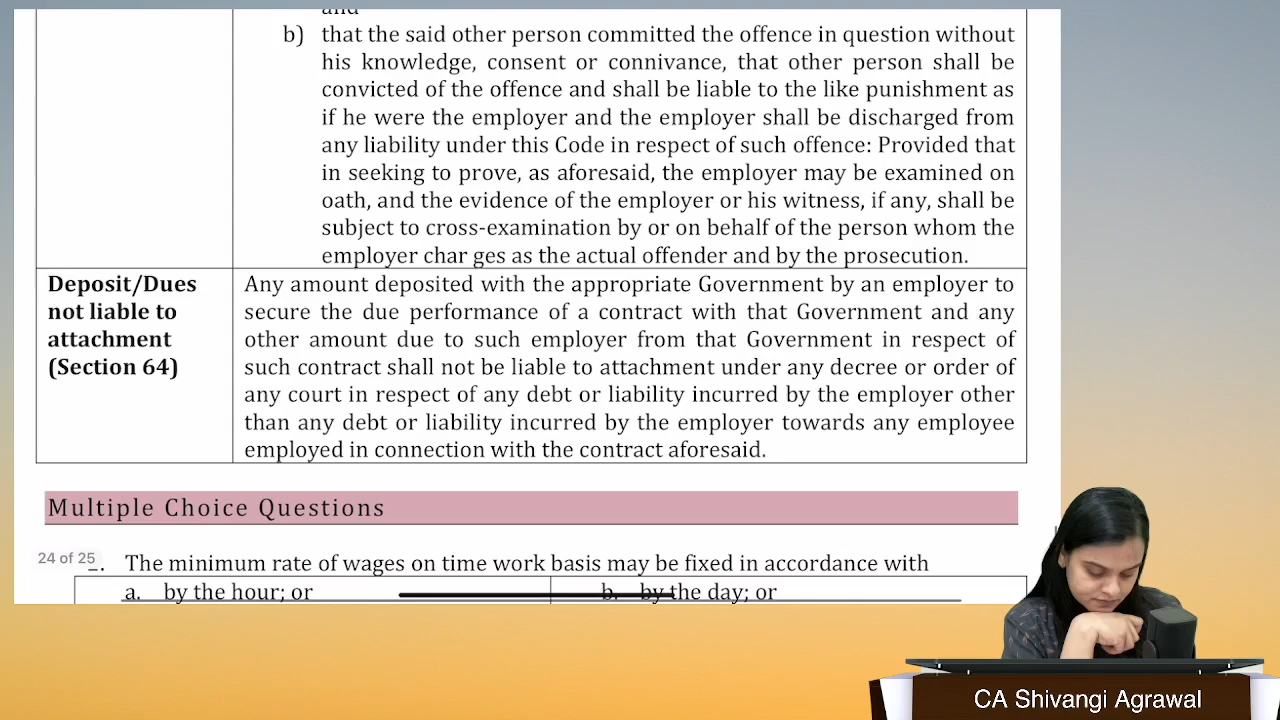 and
b) that the said other person committed the offence in question without
his knowledge, consent or connivance, that other person shall be
convicted of the offence and shall be liable to the like punishment as
if he were the employer and the employer shall be discharged from
any liability under this Code in respect of such offence: Provided that
in seeking to prove, as aforesaid, the employer may be examined on
oath, and the evidence of the employer or his witness, if any, shall be
subject to cross-examination by or on behalf of the person whom the
employer char ges as the actual offender and by the prosecution.
Deposit/Dues
not liable to
attachment
(Section 64)
Any amount deposited with the appropriate Government by an employer to
secure the due performance of a contract with that Government and any
other amount due to such employer from that Government in respect of
such contract shall not be liable to attachment under any decree or order of
any court in respect of any debt or liability incurred by the employer other
than any debt or liability incurred by the employer towards any employee
employed in connection with the contract aforesaid.
Multiple Choice Questions
24 of 25
The minimum rate of wages on time work basis may be fixed in accordance with
a. by the hour; or
b. by the day; or
CA Shivangi Agrawal